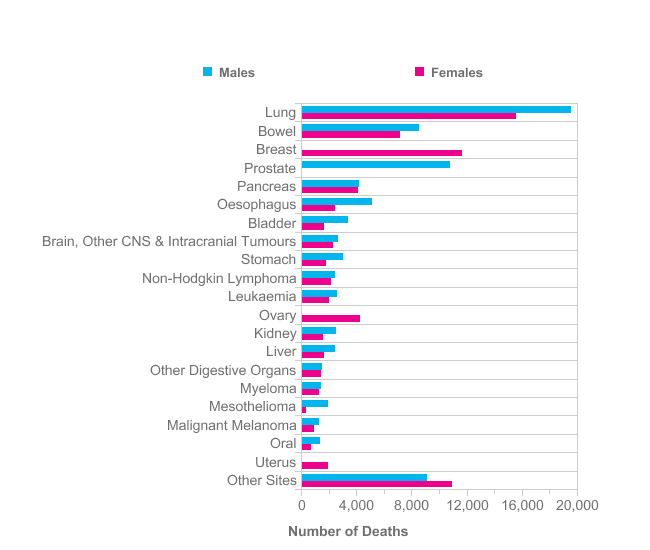 Males Females
Lung
Bowel
Breast
Prostate
Pancreas
Oesophagus
Bladder
Brain, Other CNS & Intracranial Tumours
Stomach
Non-Hodgkin Lymphoma
Leukaemia
Ovary
Kidney
Liver
Other Digestive Organs
Myeloma
Mesothelioma
Malignant Melanoma
Oral
Uterus
Other Sites
0 4,000 8,000 12,000 16,000 20,000
Number of Deaths